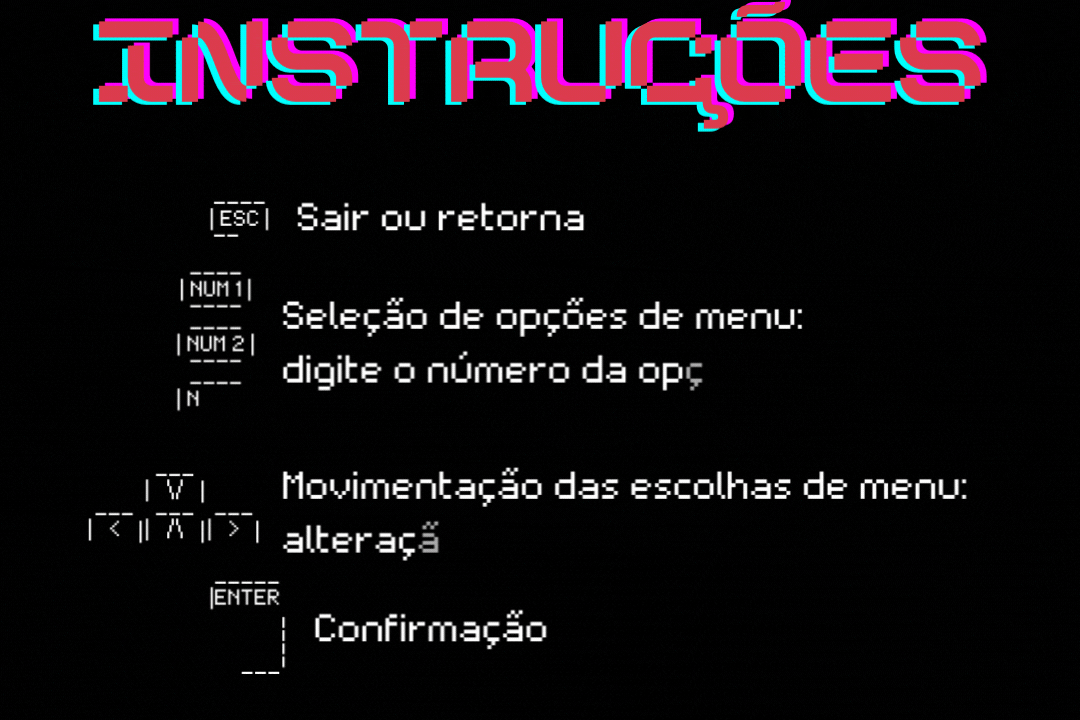 INSTRUÇÕES
|ESC| Sair ou retorna
|NUM 1|
Seleção de opções de menu:
|NUM 2|
digite o número da opç
|N
Movimentação das escolhas de menu:
| \/ |
| < || /\ || > |
alteraçã
|ENTER
Confirmação